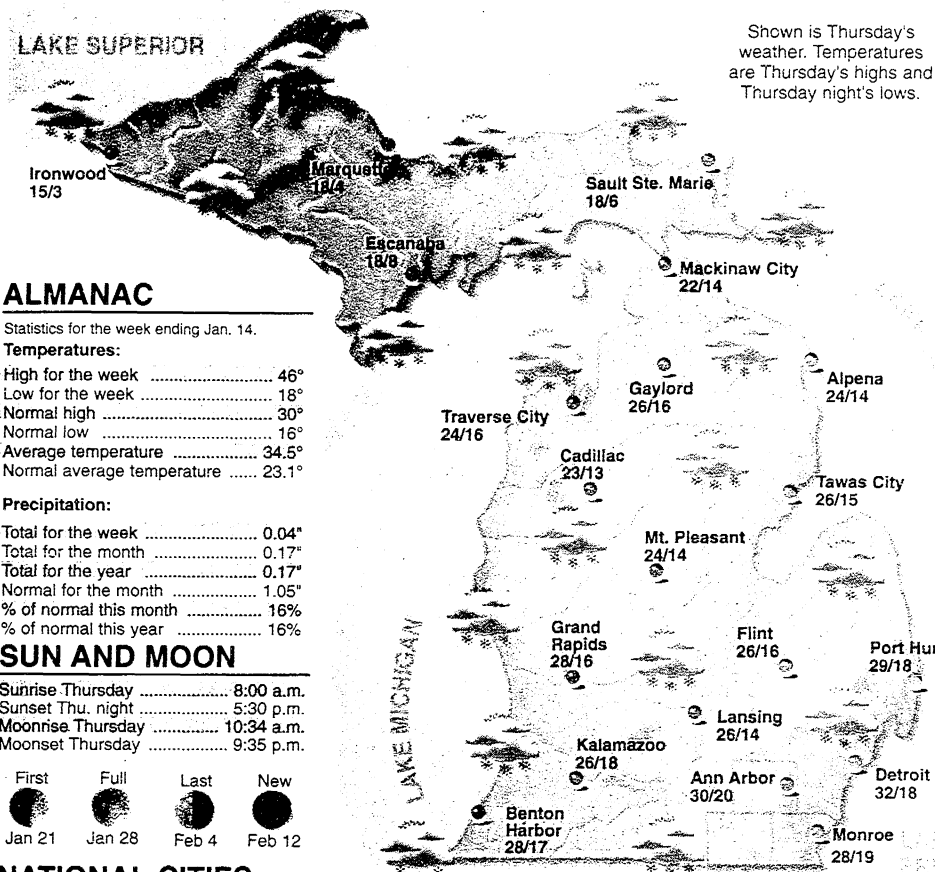 LAKE SUPERIOR
Shown is Thursday's
weather. Temperatures
are Thursday's highs and
Thursday night's lows.
Ironwood
15/3
Marquette
18/4
Sault Ste. Marie
18/6
Escanaba
18/8
Mackinaw City
22/14
ALMANAC
Statistics for the week ending Jan. 14.
Temperatures:
High for the week ................ 46°
Low for the week ................ 18°
Normal high ................ 30°
Normal low ................ 16°
Average temperature ................ 34.5°
Normal average temperature ...... 23.1°
Precipitation:
Total for the week ................ 0.04"
Total for the month ................ 0.17"
Total for the year ................ 0.17"
Normal for the month ................ 1.05"
% of normal this month .............. 16%
% of normal this year ................ 16%
SUN AND MOON
Sunrise Thursday ................ 8:00 a.m.
Sunset Thu. night ................ 5:30 p.m.
Moonrise Thursday ............. 10:34 a.m.
Moonset Thursday ............... 9:35 p.m.
First Full Last New
Jan 21 Jan 28 Feb 4 Feb 12
NATIONAL CITIES
Gaylord
26/16
Alpena
24/14
Traverse City
24/16
Cadillac
23/13
Tawas City
26/15
Mt. Pleasant
24/14
LAKE MICHIGAN
Grand
Rapids
28/16
Flint
26/16
Port Hur
29/18
Lansing
26/14
Kalamazoo
26/18
Ann Arbor
30/20
Detroit
32/18
Benton
Harbor
28/17
Monroe
28/19